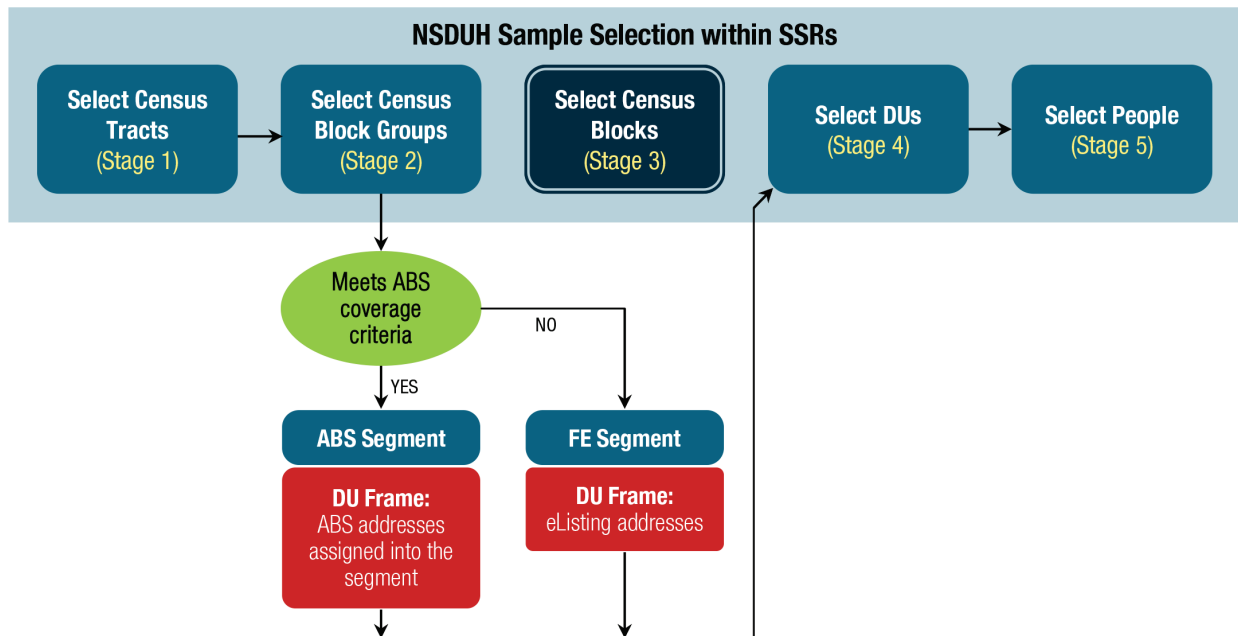 NSDUH Sample Selection within SSRs
Select Census
Tracts
(Stage 1)
Select Census
Block Groups
(Stage 2)
Select Census
Blocks
(Stage 3)
Select DUs
(Stage 4)
Select People
(Stage 5)
Meets ABS
coverage
criteria
NO
YES
ABS Segment
DU Frame:
ABS addresses
assigned into the
segment
FE Segment
DU Frame:
eListing addresses